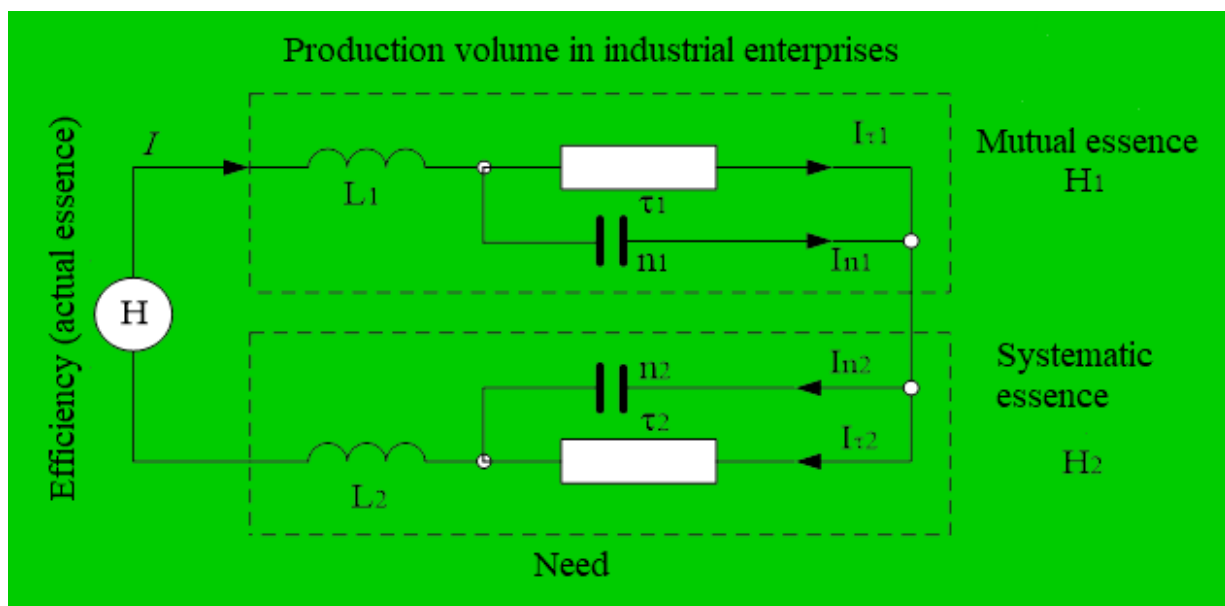 Production volume in industrial enterprises
Efficiency (actual essence)
I
L1
τ1
Iτ1
n1
In1
Mutual essence
H1
H
n2
In2
τ2
Iτ2
L2
Systematic
essence
H2
Need